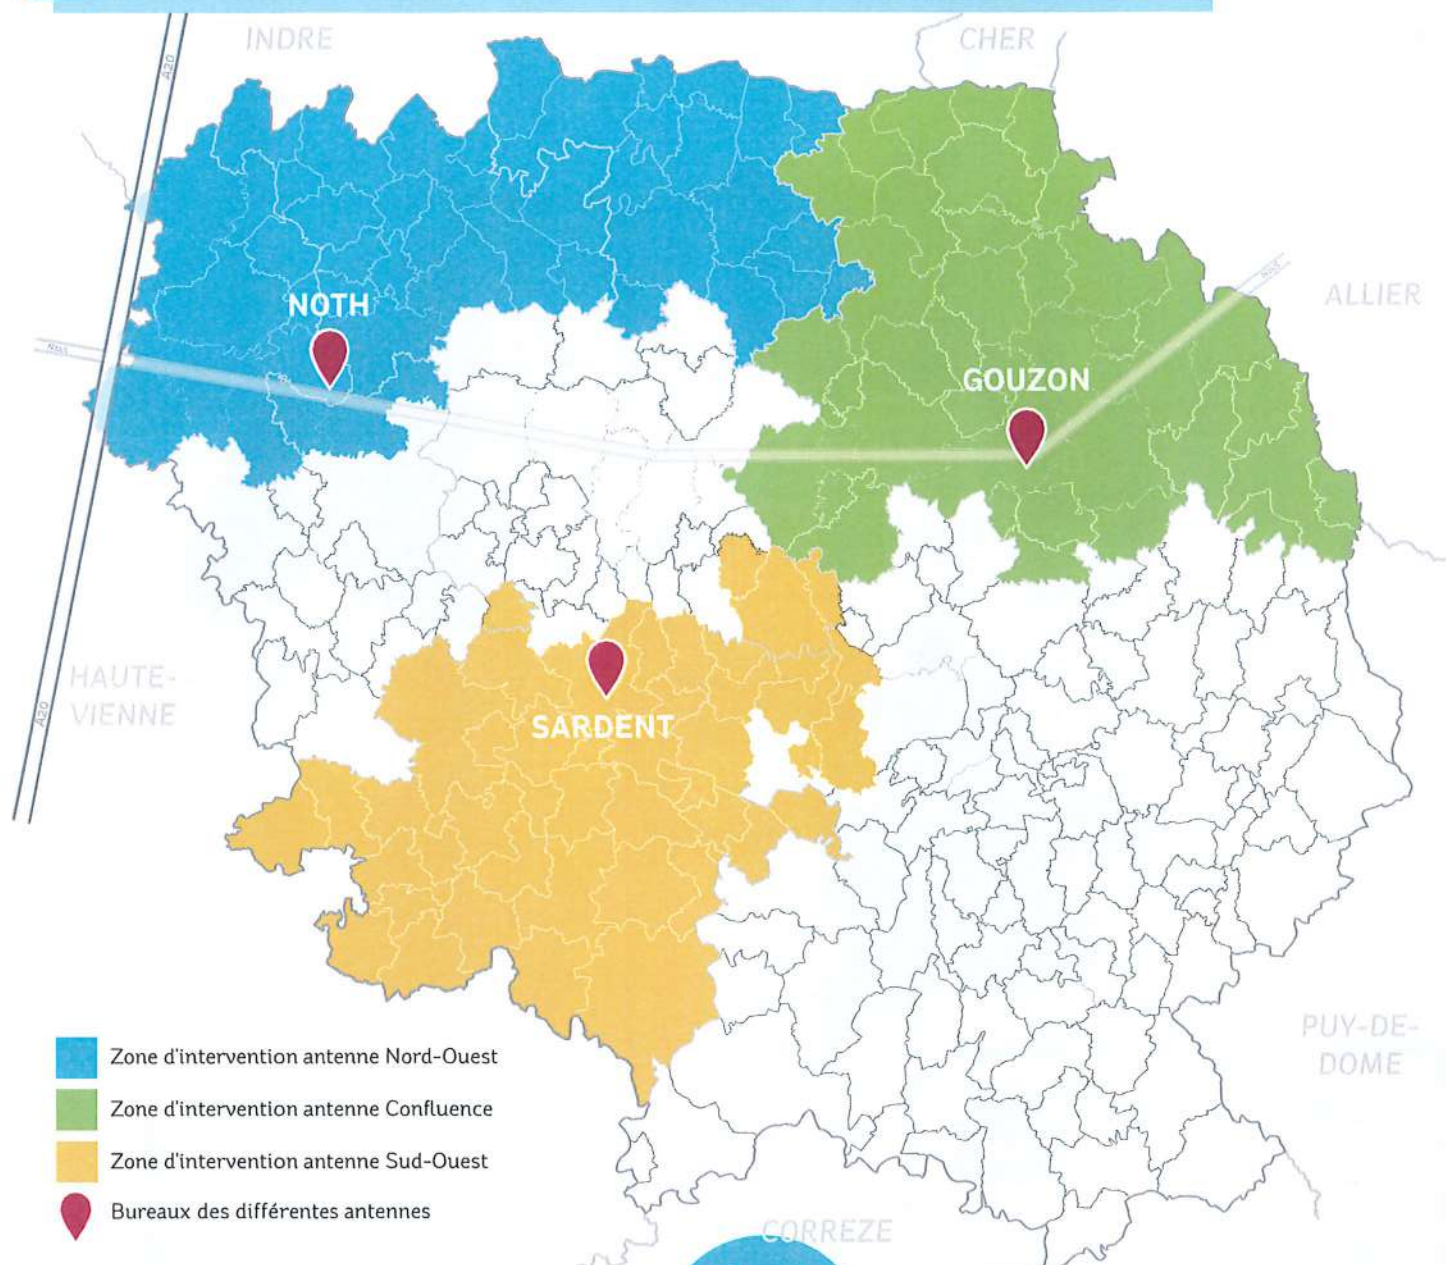 INDRE
CHER
A20
NOTH
N145
ALLIER
N145
GOUZON
HAUTE-
VIENNE
A20
SARDENT
PUY-DE-
DOME
Zone d'intervention antenne Nord-Ouest
Zone d'intervention antenne Confluence
Zone d'intervention antenne Sud-Ouest
Bureaux des différentes antennes
CORREZE